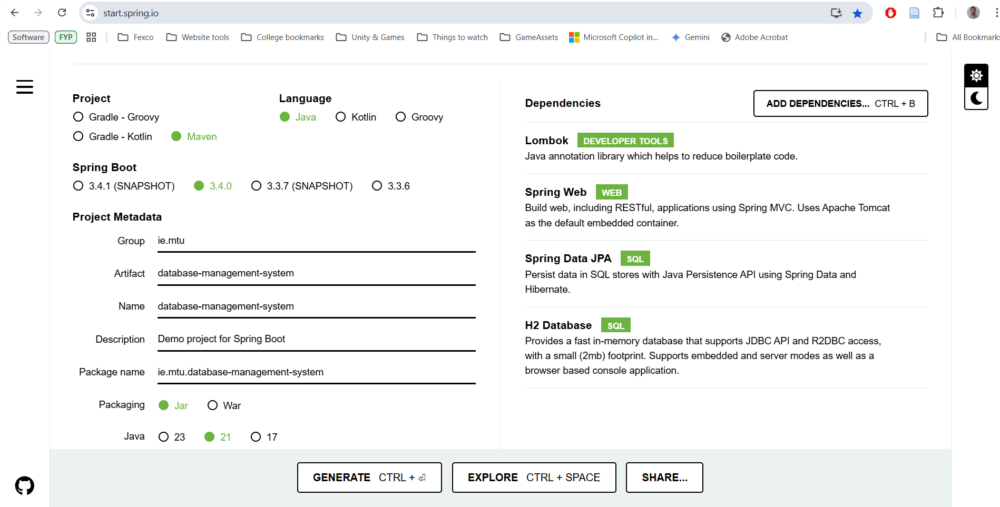 start.spring.io
Software FYP Fexco Website tools College bookmarks Unity & Games Things to watch GameAssets Microsoft Copilot in... Gemini Adobe Acrobat All Bookmarks
Project
Gradle - Groovy
Gradle - Kotlin Maven
Language
Java Kotlin Groovy
Spring Boot
3.4.1 (SNAPSHOT) 3.4.0 3.3.7 (SNAPSHOT) 3.3.6
Project Metadata
Group ie.mtu
Artifact database-management-system
Name database-management-system
Description Demo project for Spring Boot
Package name ie.mtu.database-management-system
Packaging Jar War
Java 23 21 17
Dependencies ADD DEPENDENCIES... CTRL + B
Lombok DEVELOPER TOOLS
Java annotation library which helps to reduce boilerplate code.
Spring Web WEB
Build web, including RESTful, applications using Spring MVC. Uses Apache Tomcat
as the default embedded container.
Spring Data JPA SQL
Persist data in SQL stores with Java Persistence API using Spring Data and
Hibernate.
H2 Database SQL
Provides a fast in-memory database that supports JDBC API and R2DBC access,
with a small (2mb) footprint. Supports embedded and server modes as well as a
browser based console application.
GENERATE CTRL + ⏎ EXPLORE CTRL + SPACE SHARE...